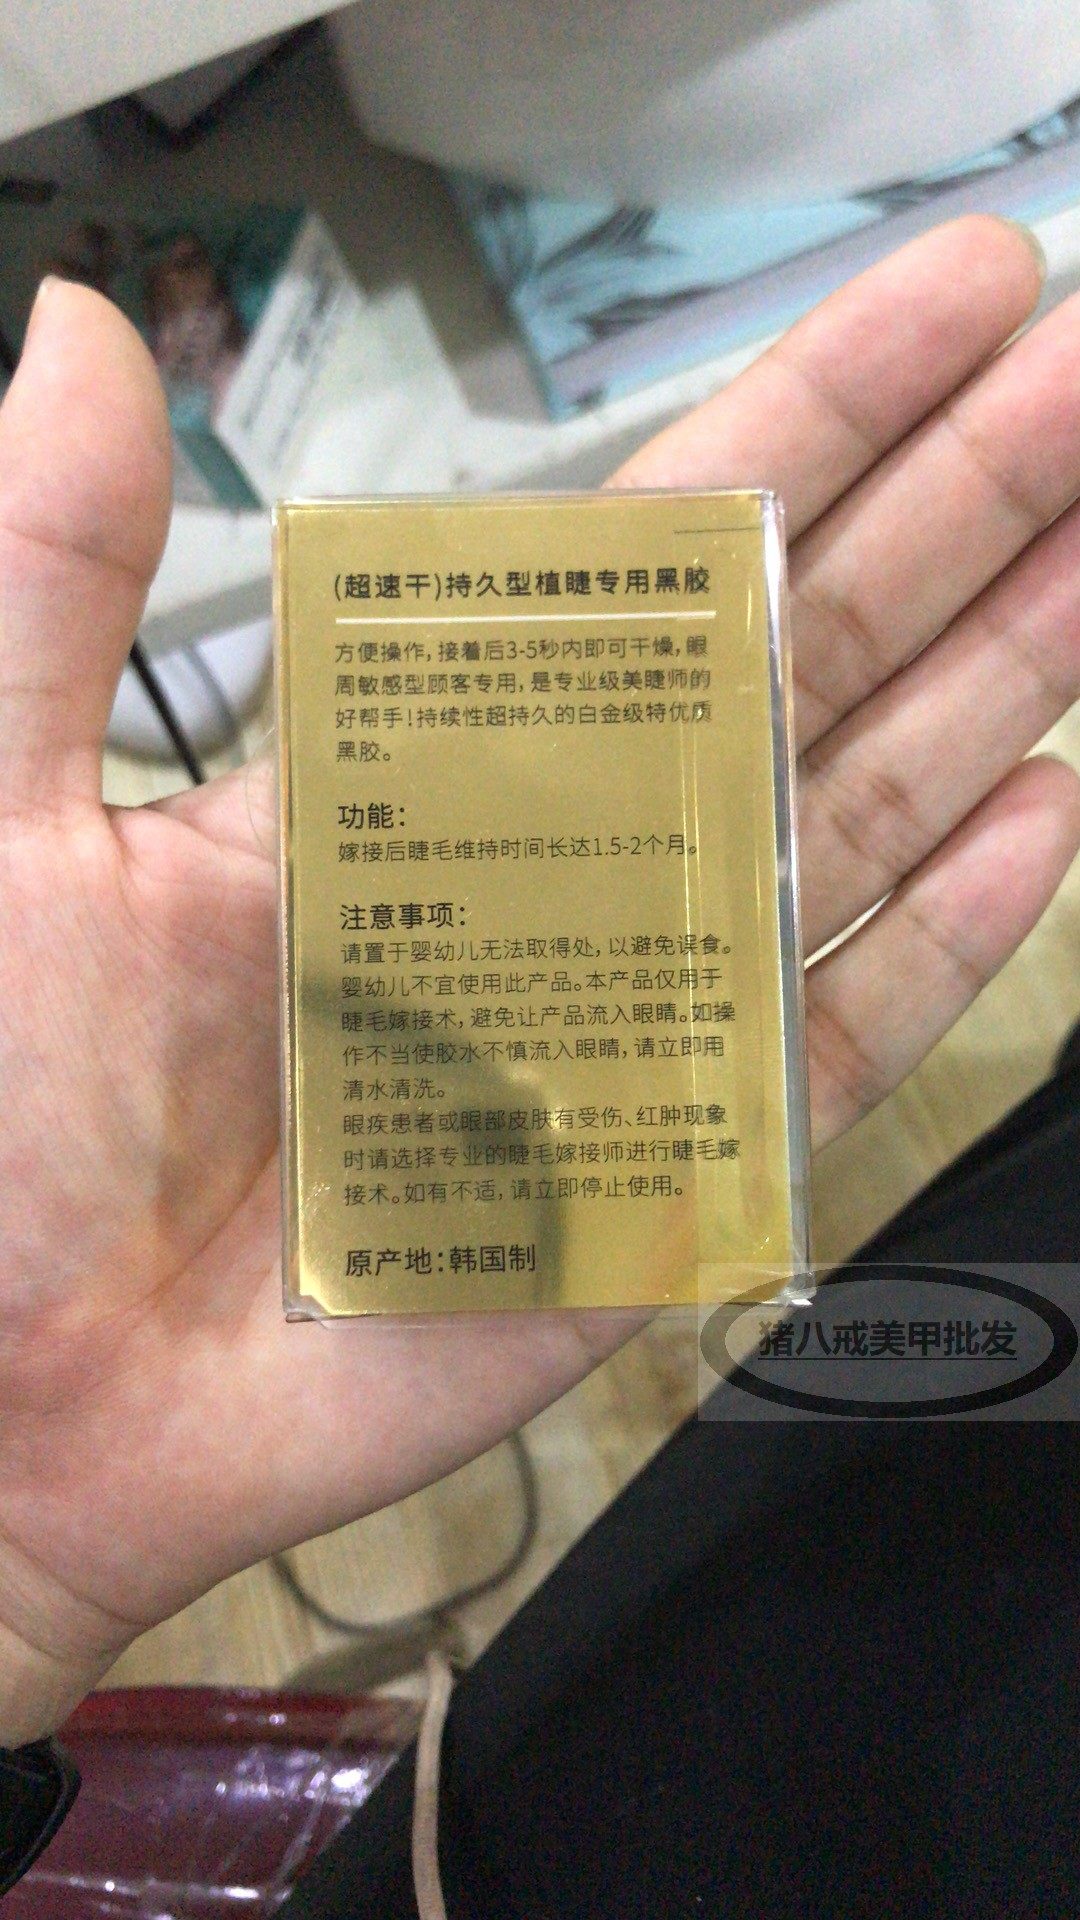 (超速干)持久型植睫专用黑胶
方便操作,接着后3-5秒内即可干燥,眼
周敏感型顾客专用,是专业级美睫师的
好帮手!持续性超持久的白金级特优质
黑胶。
功能：
嫁接后睫毛维持时间长达1.5-2个月。
注意事项：
请置于婴幼儿无法取得处,以避免误食。
婴幼儿不宜使用此产品。本产品仅用于
睫毛嫁接术,避免让产品流入眼睛。如操
作不当使胶水不慎流入眼睛,请立即用
清水清洗。
眼疾患者或眼部皮肤有受伤、红肿现象
时请选择专业的睫毛嫁接师进行睫毛嫁
接术。如有不适,请立即停止使用。
原产地：韩国制
猪八戒美甲批发